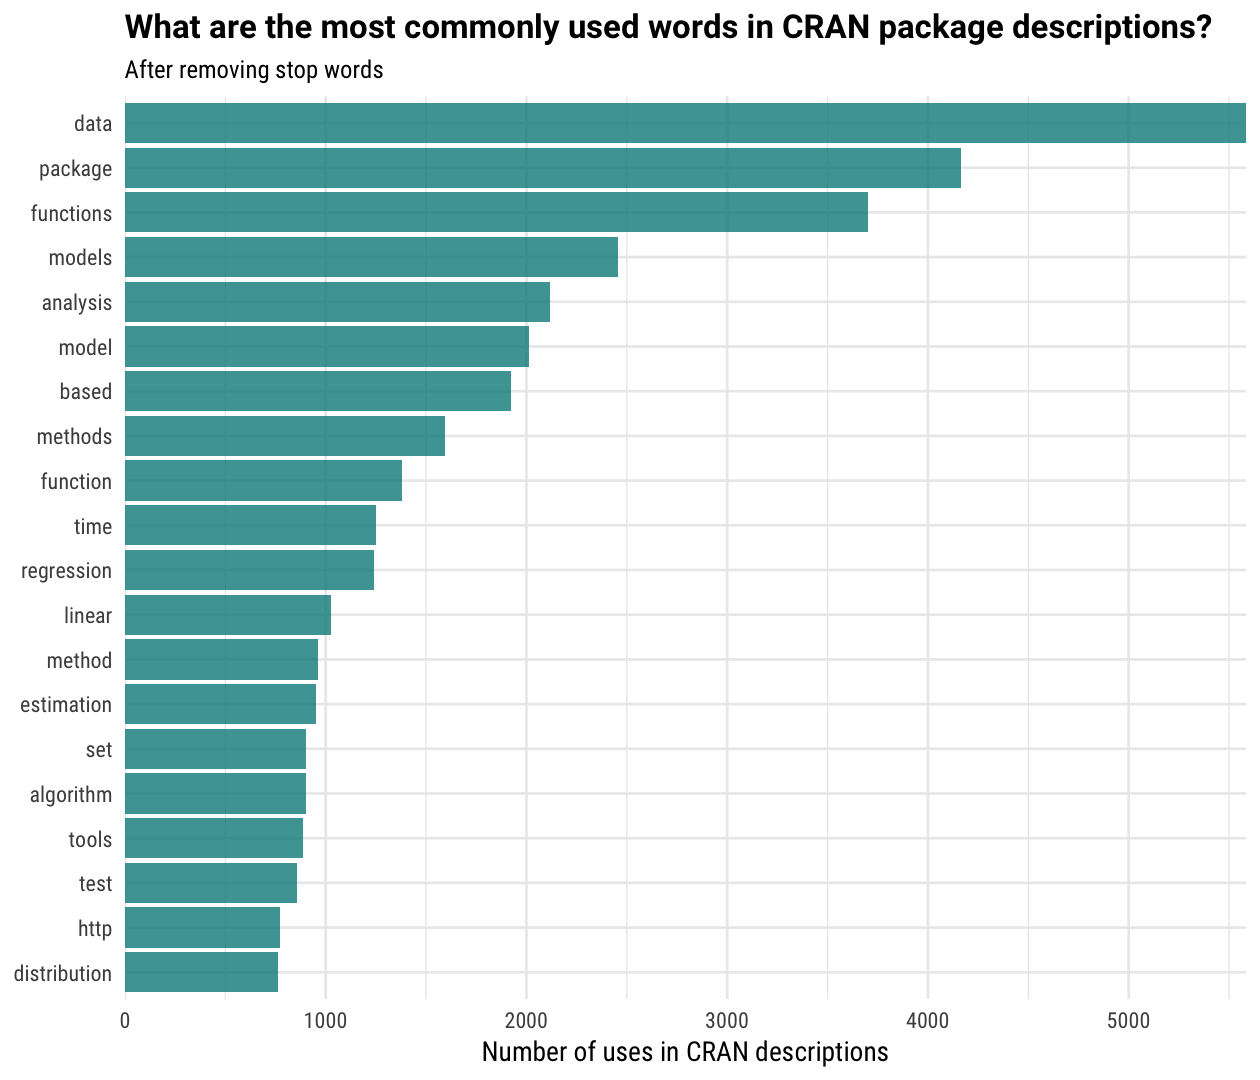 What are the most commonly used words in CRAN package descriptions?
After removing stop words
data
package
functions
models
analysis
model
based
methods
function
time
regression
linear
method
estimation
set
algorithm
tools
test
http
distribution
0 1000 2000 3000 4000 5000
Number of uses in CRAN descriptions